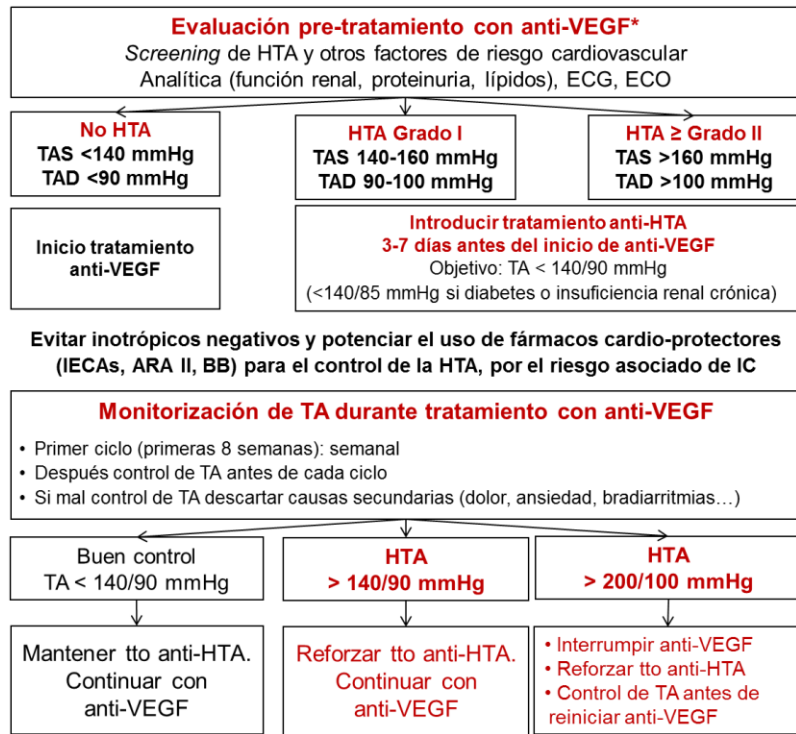 Evaluación pre-tratamiento con anti-VEGF*
Screening de HTA y otros factores de riesgo cardiovascular
Analítica (función renal, proteinuria, lípidos), ECG, ECO
No HTA
TAS <140 mmHg
TAD <90 mmHg
HTA Grado I
TAS 140-160 mmHg
TAD 90-100 mmHg
HTA ≥ Grado II
TAS >160 mmHg
TAD >100 mmHg
Inicio tratamiento
anti-VEGF
Introducir tratamiento anti-HTA
3-7 días antes del inicio de anti-VEGF
Objetivo: TA < 140/90 mmHg
(<140/85 mmHg si diabetes o insuficiencia renal crónica)
Evitar inotrópicos negativos y potenciar el uso de fármacos cardio-protectores
(IECAs, ARA II, BB) para el control de la HTA, por el riesgo asociado de IC
Monitorización de TA durante tratamiento con anti-VEGF
• Primer ciclo (primeras 8 semanas): semanal
• Después control de TA antes de cada ciclo
• Si mal control de TA descartar causas secundarias (dolor, ansiedad, bradiarritmias…)
Buen control
TA < 140/90 mmHg
HTA
> 140/90 mmHg
HTA
> 200/100 mmHg
Mantener tto anti-HTA.
Continuar con
anti-VEGF
Reforzar tto anti-HTA.
Continuar con
anti-VEGF
• Interrumpir anti-VEGF
• Reforzar tto anti-HTA
• Control de TA antes de
reiniciar anti-VEGF